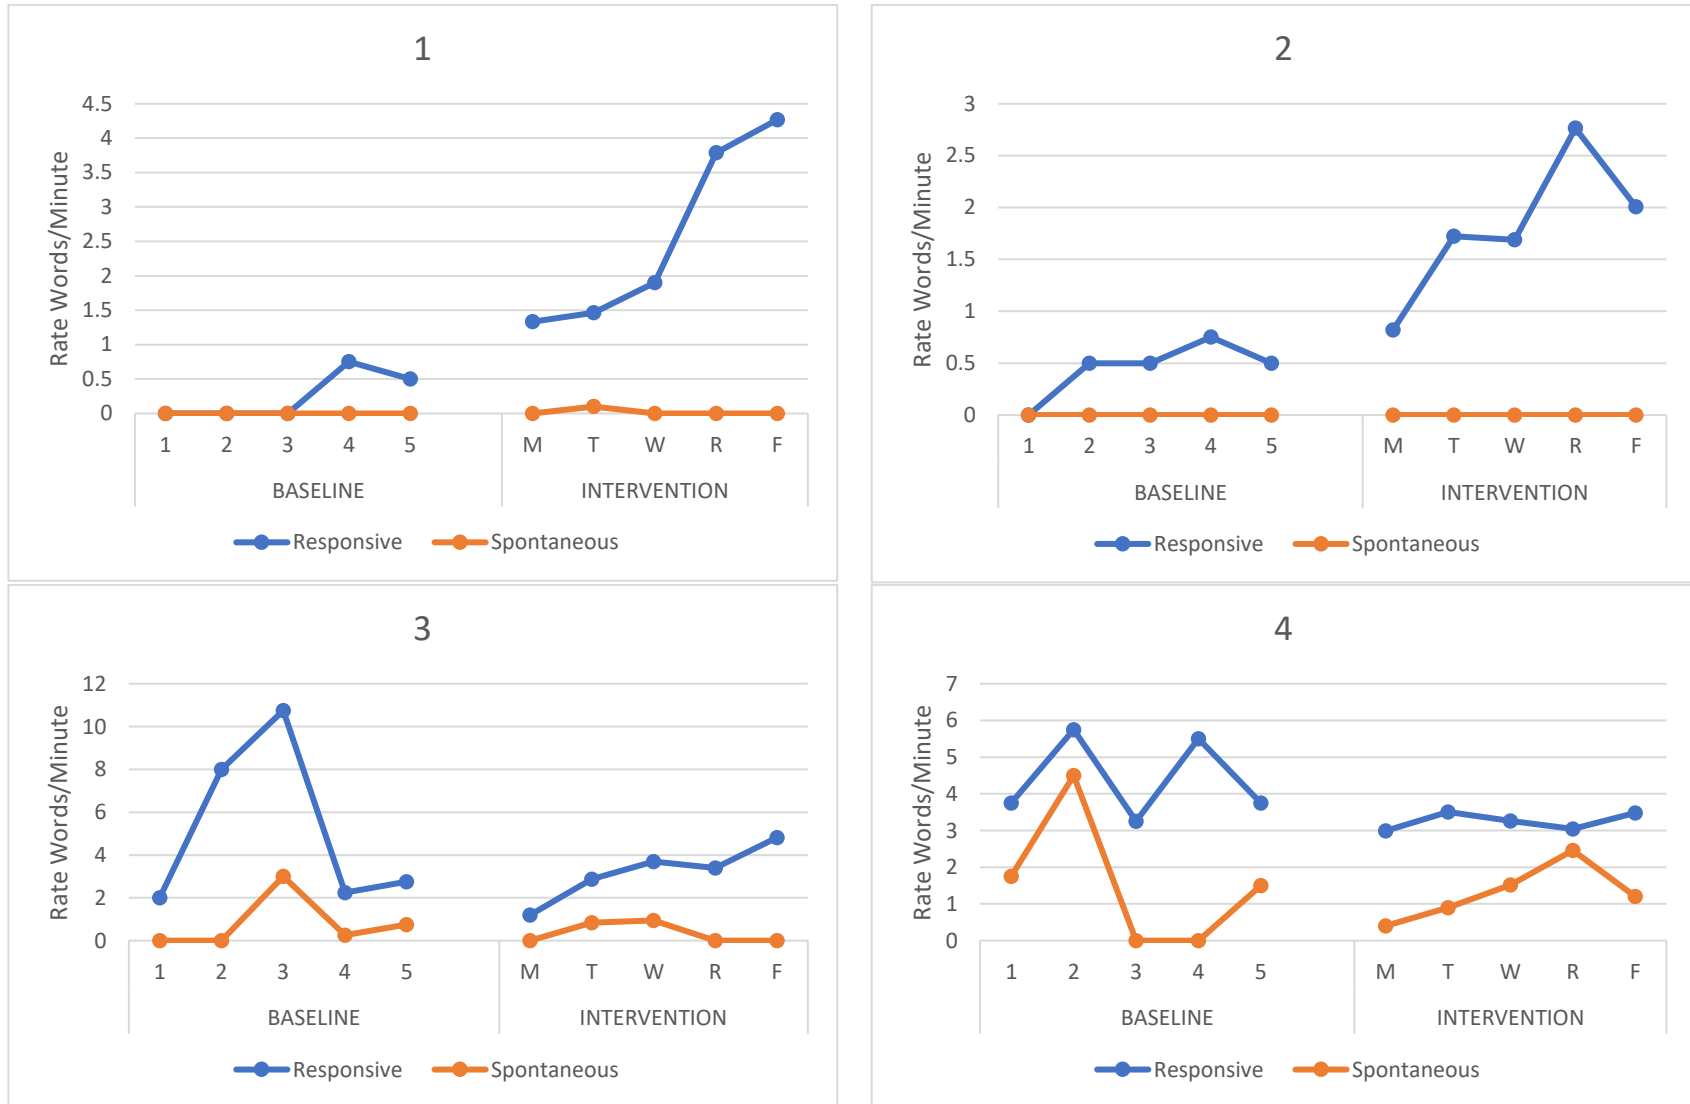 1
4.5
4
3.5
3
2.5
2
1.5
1
0.5
0
Rate Words/Minute
1 2 3 4 5 M T W R F
BASELINE INTERVENTION
Responsive Spontaneous
2
3
2.5
2
1.5
1
0.5
0
Rate Words/Minute
1 2 3 4 5 M T W R F
BASELINE INTERVENTION
Responsive Spontaneous
3
12
10
8
6
4
2
0
Rate Words/Minute
1 2 3 4 5 M T W R F
BASELINE INTERVENTION
Responsive Spontaneous
4
7
6
5
4
3
2
1
0
Rate Words/Minute
1 2 3 4 5 M T W R F
BASELINE INTERVENTION
Responsive Spontaneous